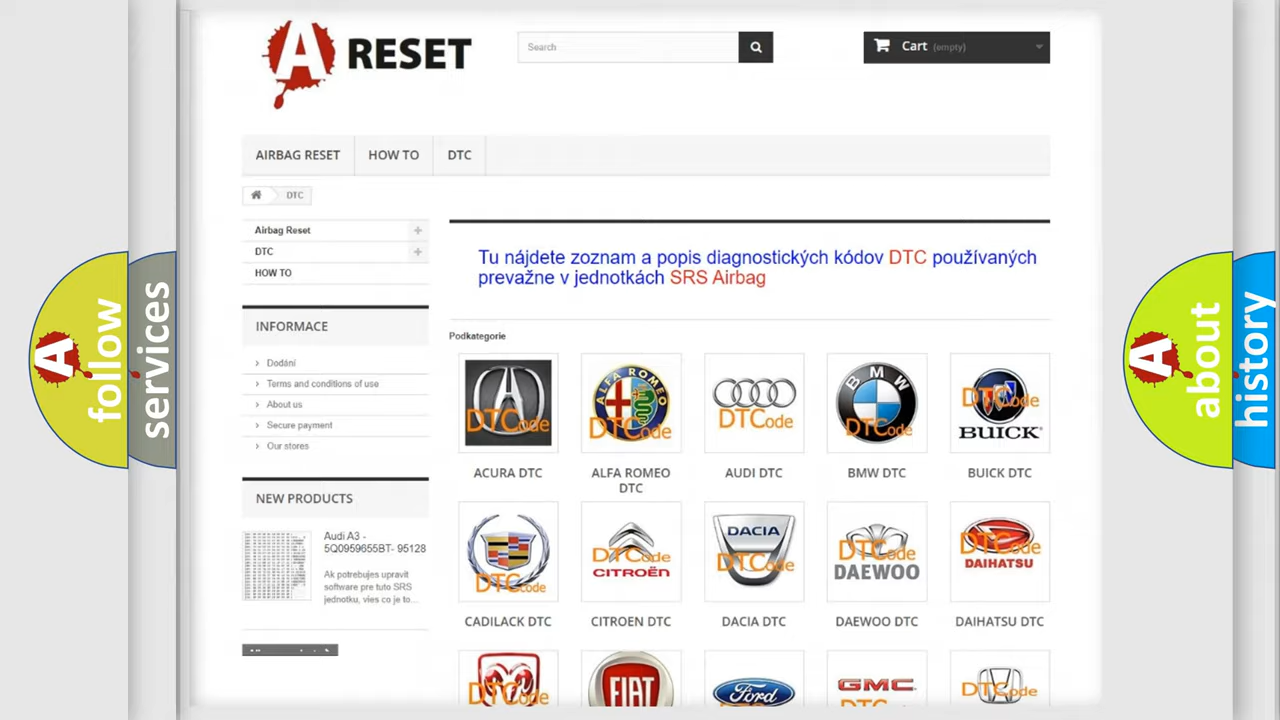 A RESET
Search
Cart (empty)
AIRBAG RESET
HOW TO
DTC
DTC
Airbag Reset
DTC
HOW TO
INFORMACE
Dodání
Terms and conditions of use
About us
Secure payment
Our stores
NEW PRODUCTS
Audi A3 -
5Q0959655BT- 95128
Ak potrebujes upravit
software pre tuto SRS
jednotku, vies co je to...
Tu nájdete zoznam a popis diagnostických kódov DTC používaných
prevažne v jednotkách SRS Airbag
Podkategorie
DTCode
ALFA ROMEO
DTCode
DTCode
BMW
DTCode
DTCode
BUICK
ACURA DTC
ALFA ROMEO
DTC
AUDI DTC
BMW DTC
BUICK DTC
DTCode
DTCode
CITROËN
DACIA
DTCode
DTCode
DAEWOO
DTCode
DAIHATSU
CADILACK DTC
CITROEN DTC
DACIA DTC
DAEWOO DTC
DAIHATSU DTC
DTCode
FIAT
Ford
GMC
DTCode
A follow
services
A about
history